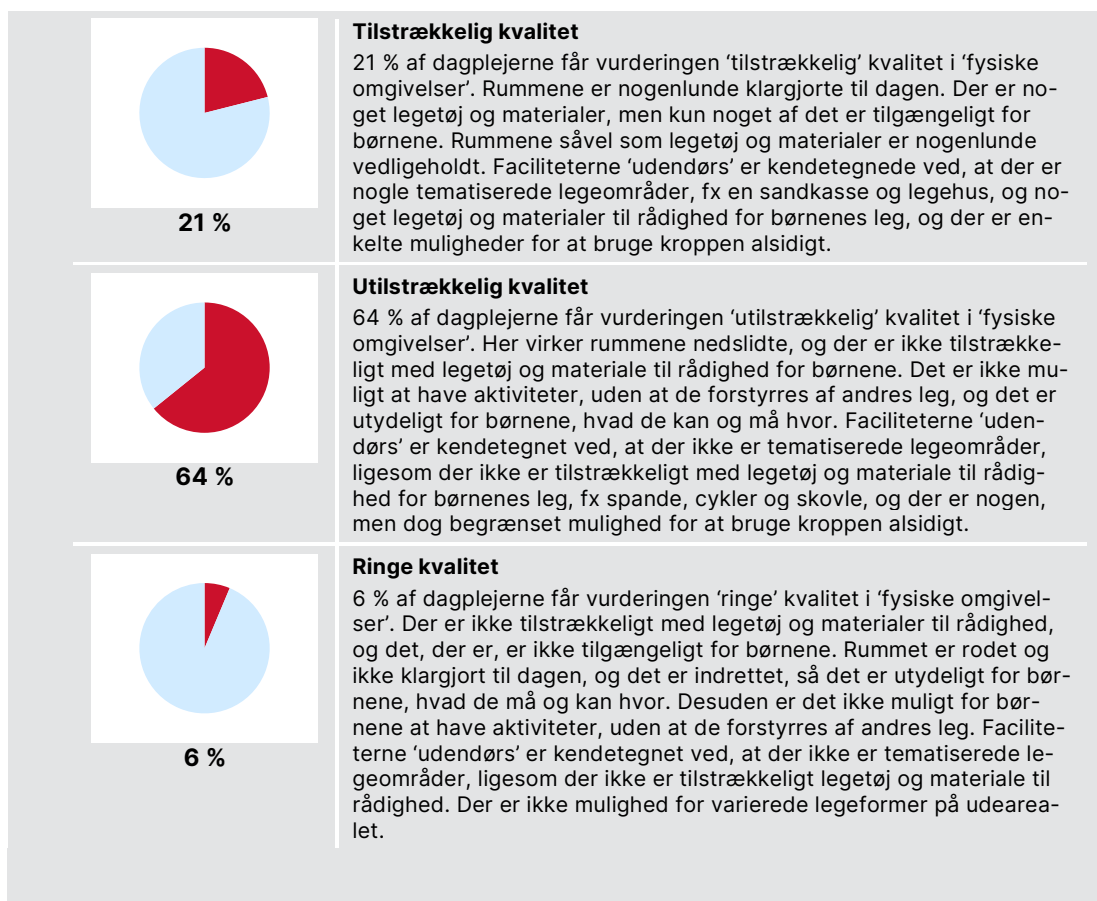 Tilstrækkelig kvalitet
21 % af dagplejerne får vurderingen ‘tilstrækkelig’ kvalitet i ‘fysiske
omgivelser’. Rummene er nogenlunde klargjorte til dagen. Der er no-
get legetøj og materialer, men kun noget af det er tilgængeligt for
børnene. Rummene såvel som legetøj og materialer er nogenlunde
vedligeholdt. Faciliteterne ‘udendørs’ er kendetegnede ved, at der er
nogle tematiserede legeområder, fx en sandkasse og legehus, og no-
get legetøj og materialer til rådighed for børnenes leg, og der er en-
kelte muligheder for at bruge kroppen alsidigt.
21 %
Utilstrækkelig kvalitet
64 % af dagplejerne får vurderingen ‘utilstrækkelig’ kvalitet i ‘fysiske
omgivelser’. Her virker rummene nedslidte, og der er ikke tilstrække-
ligt med legetøj og materiale til rådighed for børnene. Det er ikke mu-
ligt at have aktiviteter, uden at de forstyrres af andres leg, og det er
utydeligt for børnene, hvad de kan og må hvor. Faciliteterne ‘uden-
dørs’ er kendetegnet ved, at der ikke er tematiserede legeområder,
ligesom der ikke er tilstrækkeligt med legetøj og materiale til rådig-
hed for børnenes leg, fx spande, cykler og skovle, og der er nogen,
men dog begrænset mulighed for at bruge kroppen alsidigt.
64 %
Ringe kvalitet
6 % af dagplejerne får vurderingen ‘ringe’ kvalitet i ‘fysiske omgivel-
ser’. Der er ikke tilstrækkeligt med legetøj og materialer til rådighed,
og det, der er, er ikke tilgængeligt for børnene. Rummet er rodet og
ikke klargjort til dagen, og det er indrettet, så det er utydeligt for bør-
nene, hvad de må og kan hvor. Desuden er det ikke muligt for bør-
nene at have aktiviteter, uden at de forstyrres af andres leg. Facilite-
terne ‘udendørs’ er kendetegnet ved, at der ikke er tematiserede le-
geområder, ligesom der ikke er tilstrækkeligt legetøj og materiale til
rådighed. Der er ikke mulighed for varierede legeformer på udearea-
let.
6 %